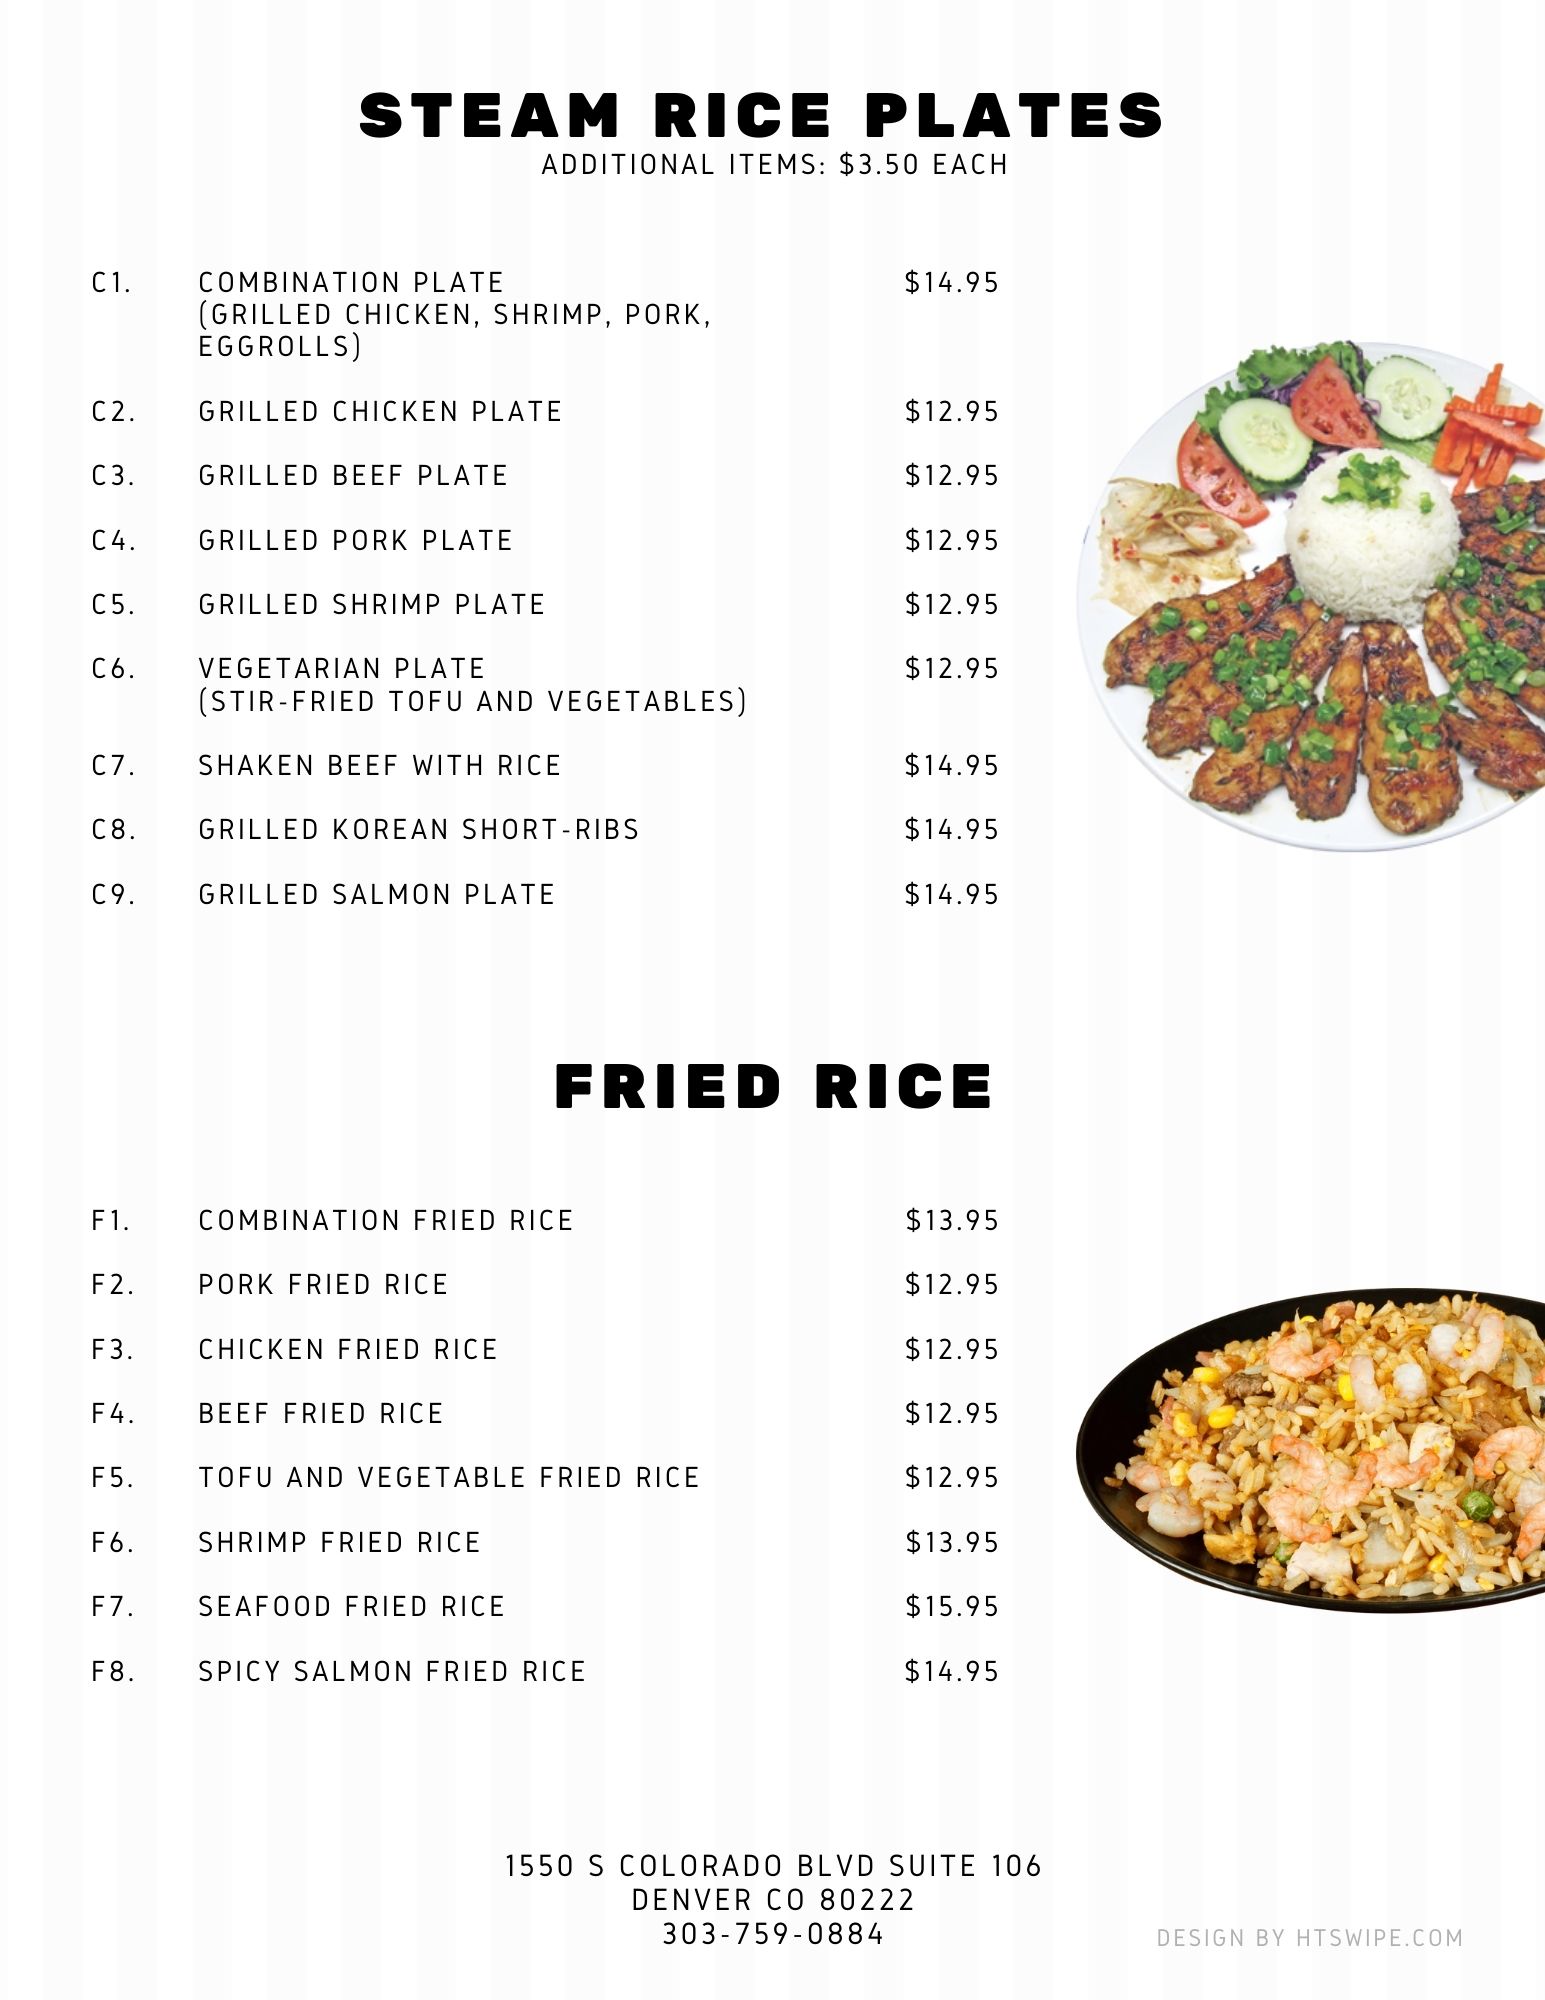 STEAM RICE PLATES
ADDITIONAL ITEMS: $3.50 EACH
C1. COMBINATION PLATE $14.95
(GRILLED CHICKEN, SHRIMP, PORK,
EGGROLLS)
C2. GRILLED CHICKEN PLATE $12.95
C3. GRILLED BEEF PLATE $12.95
C4. GRILLED PORK PLATE $12.95
C5. GRILLED SHRIMP PLATE $12.95
C6. VEGETARIAN PLATE $12.95
(STIR-FRIED TOFU AND VEGETABLES)
C7. SHAKEN BEEF WITH RICE $14.95
C8. GRILLED KOREAN SHORT-RIBS $14.95
C9. GRILLED SALMON PLATE $14.95
FRIED RICE
F1. COMBINATION FRIED RICE $13.95
F2. PORK FRIED RICE $12.95
F3. CHICKEN FRIED RICE $12.95
F4. BEEF FRIED RICE $12.95
F5. TOFU AND VEGETABLE FRIED RICE $12.95
F6. SHRIMP FRIED RICE $13.95
F7. SEAFOOD FRIED RICE $15.95
F8. SPICY SALMON FRIED RICE $14.95
1550 S COLORADO BLVD SUITE 106
DENVER CO 80222
303-759-0884
DESIGN BY HTSWIPE.COM